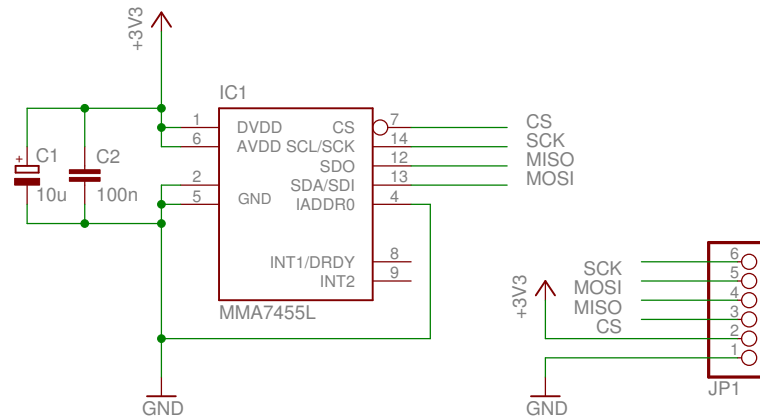 +3V3
IC1
1 DVDD CS 7 CS
6 AVDD SCL/SCK 14 SCK
SDO 12 MISO
2 SDA/SDI 13 MOSI
5 GND IADDR0 4
+ C1 C2
10u 100n
INT1/DRDY 8
INT2 9
MMA7455L
GND
+3V3
SCK 6
MOSI 5
MISO 4
CS 3
2
1
JP1
GND